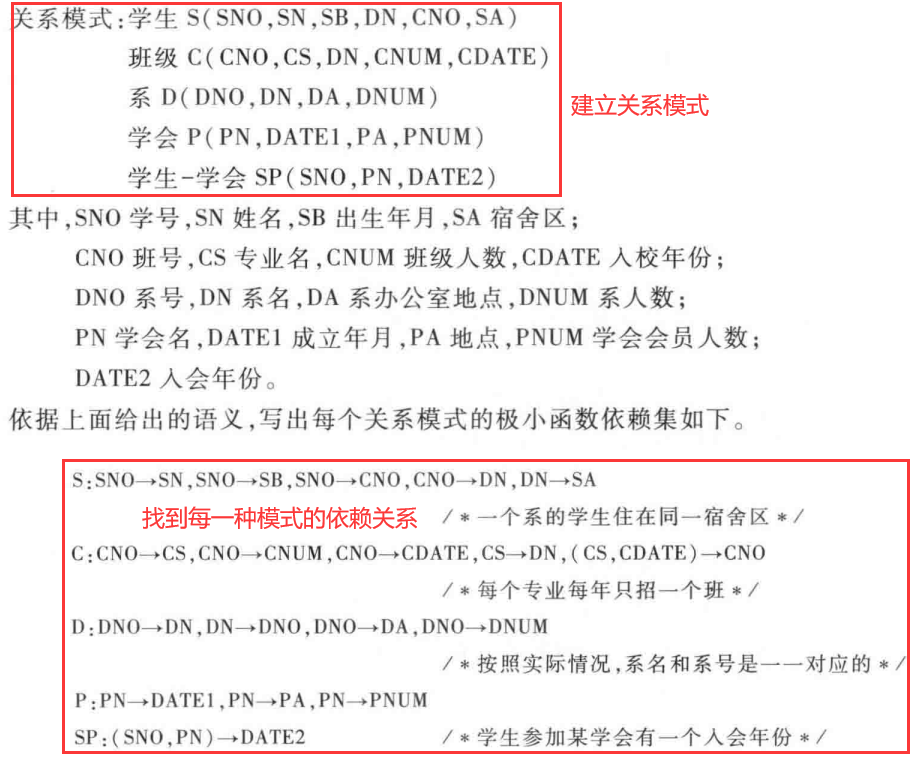 关系模式:学生 S(SNO,SN,SB,DN,CNO,SA)
班级 C(CNO,CS,DN,CNUM,CDATE)
系 D(DNO,DN,DA,DNUM)
建立关系模式
学会 P(PN,DATE1,PA,PNUM)
学生-学会 SP(SNO,PN,DATE2)
其中,SNO 学号,SN 姓名,SB 出生年月,SA 宿舍区;
CNO 班号,CS 专业名,CNUM 班级人数,CDATE 入校年份;
DNO 系号,DN 系名,DA 系办公室地点,DNUM 系人数;
PN 学会名,DATE1 成立年月,PA 地点,PNUM 学会会员人数;
DATE2 入会年份。
依据上面给出的语义,写出每个关系模式的极小函数依赖集如下。
S:SNO→SN,SNO→SB,SNO→CNO,CNO→DN,DN→SA
找到每一种模式的依赖关系 /*一个系的学生住在同一宿舍区*/
C:CNO→CS,CNO→CNUM,CNO→CDATE,CS→DN,(CS,CDATE)→CNO
/*每个专业每年只招一个班*/
D:DNO→DN,DN→DNO,DNO→DA,DNO→DNUM
/*按照实际情况,系名和系号是一一对应的*/
P:PN→DATE1,PN→PA,PN→PNUM
SP:(SNO,PN)→DATE2 /*学生参加某学会有一个入会年份*/